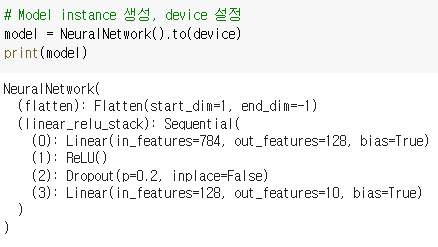 # Model instance 생성, device 설정
model = NeuralNetwork().to(device)
print(model)
NeuralNetwork(
  (flatten): Flatten(start_dim=1, end_dim=-1)
  (linear_relu_stack): Sequential(
    (0): Linear(in_features=784, out_features=128, bias=True)
    (1): ReLU()
    (2): Dropout(p=0.2, inplace=False)
    (3): Linear(in_features=128, out_features=10, bias=True)
  )
)